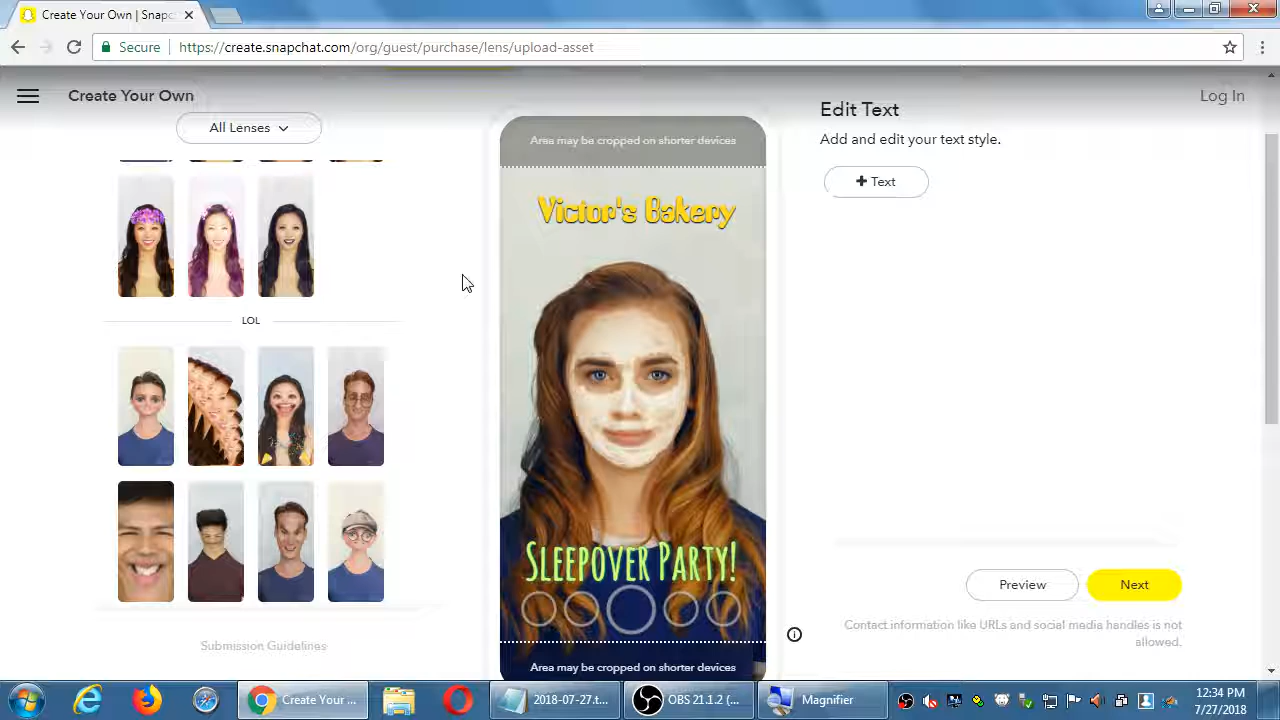 Create Your Own | Snapc
Secure
https://create.snapchat.com/org/guest/purchase/lens/upload-asset
Create Your Own
Log In
All Lenses
LOL
Submission Guidelines
Area may be cropped on shorter devices
Victor's Bakery
SLEEPOVER PARTY!
Area may be cropped on shorter devices
Edit Text
Add and edit your text style.
+ Text
Preview
Next
Contact information like URLs and social media handles is not
allowed.
Create Your ...
2018-07-27.t...
OBS 21.1.2 (...
Magnifier
12:34 PM
7/27/2018